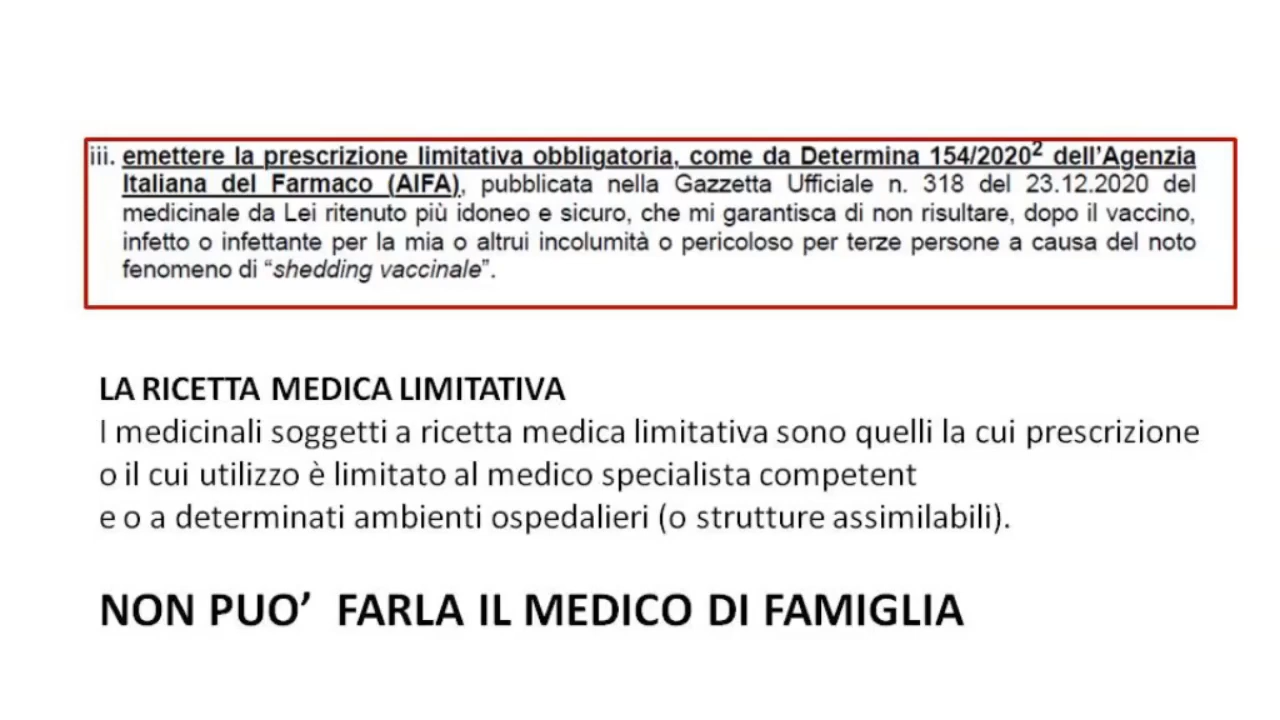 iii. emettere la prescrizione limitativa obbligatoria, come da Determina 154/2020² dell'Agenzia
Italiana del Farmaco (AIFA), pubblicata nella Gazzetta Ufficiale n. 318 del 23.12.2020 del
medicinale da Lei ritenuto più idoneo e sicuro, che mi garantisca di non risultare, dopo il vaccino,
infetto o infettante per la mia o altrui incolumità o pericoloso per terze persone a causa del noto
fenomeno di “shedding vaccinale”.
LA RICETTA MEDICA LIMITATIVA
I medicinali soggetti a ricetta medica limitativa sono quelli la cui prescrizione
o il cui utilizzo è limitato al medico specialista competent
e o a determinati ambienti ospedalieri (o strutture assimilabili).
NON PUO’ FARLA IL MEDICO DI FAMIGLIA